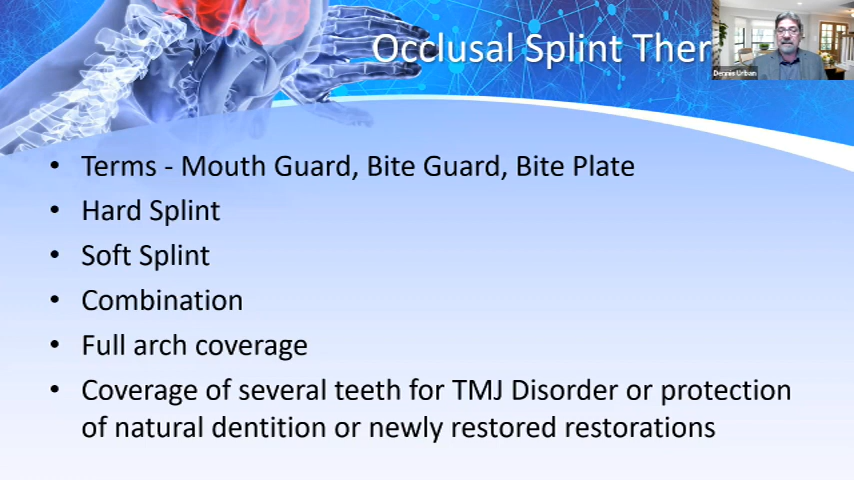 Occlusal Splint Ther
Dennis Urban
• Terms - Mouth Guard, Bite Guard, Bite Plate
• Hard Splint
• Soft Splint
• Combination
• Full arch coverage
• Coverage of several teeth for TMJ Disorder or protection
of natural dentition or newly restored restorations